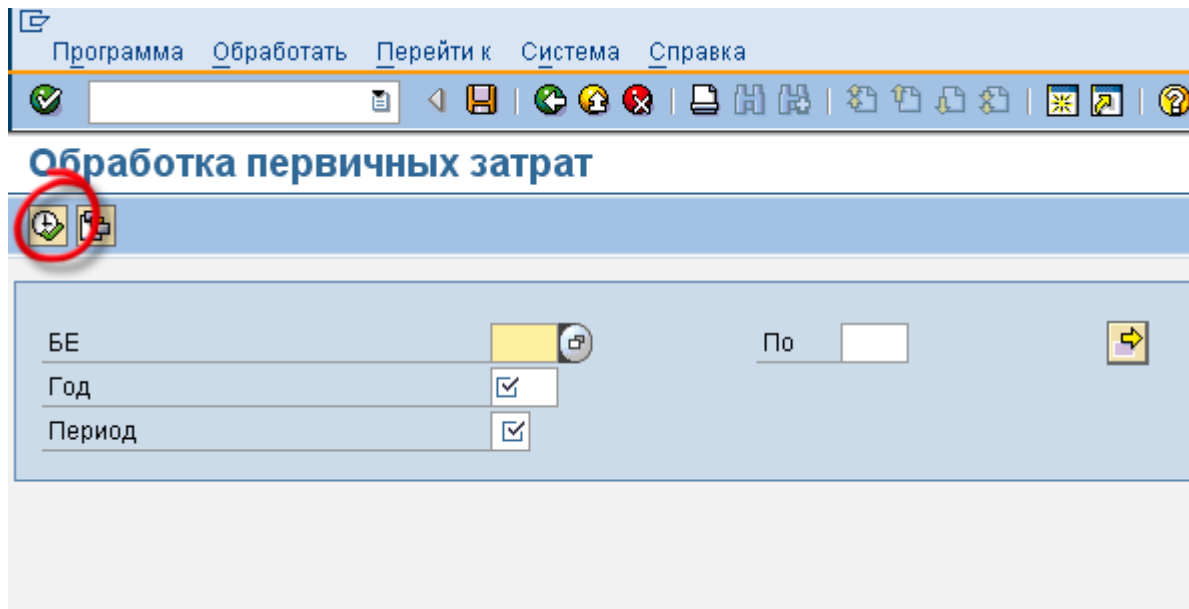 Программа Обработать Перейти к Система Справка
Обработка первичных затрат
БЕ По
Год
Период